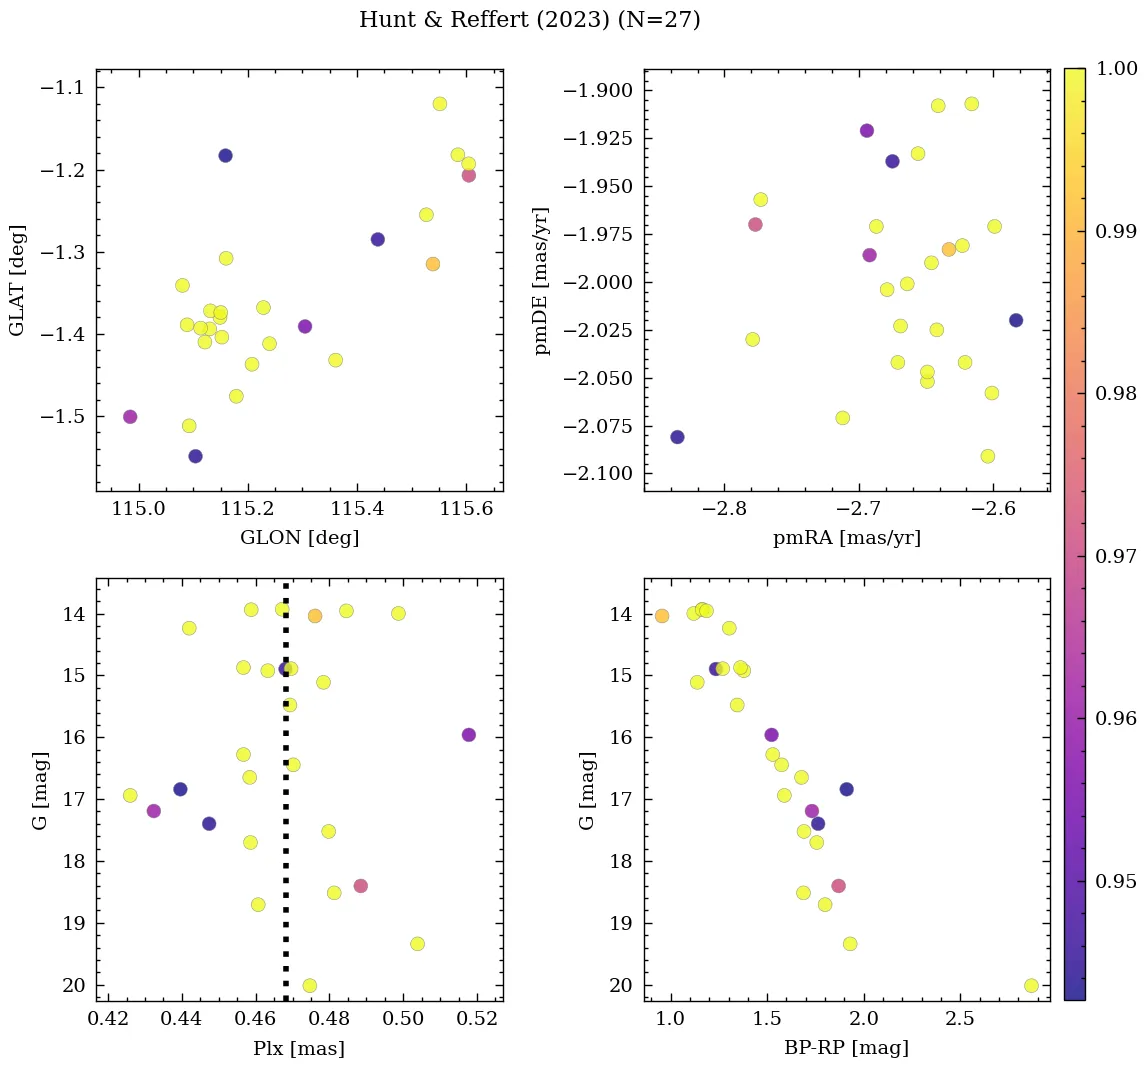 Hunt & Reffert (2023) (N=27)
−1.1
−1.2
−1.3
−1.4
−1.5
GLAT [deg]
115.0 115.2 115.4 115.6
GLON [deg]
−1.900
−1.925
−1.950
−1.975
−2.000
−2.025
−2.050
−2.075
−2.100
pmDE [mas/yr]
−2.8 −2.7 −2.6
pmRA [mas/yr]
14
15
16
17
18
19
20
G [mag]
0.42 0.44 0.46 0.48 0.50 0.52
Plx [mas]
14
15
16
17
18
19
20
G [mag]
1.0 1.5 2.0 2.5
BP-RP [mag]
1.00
0.99
0.98
0.97
0.96
0.95